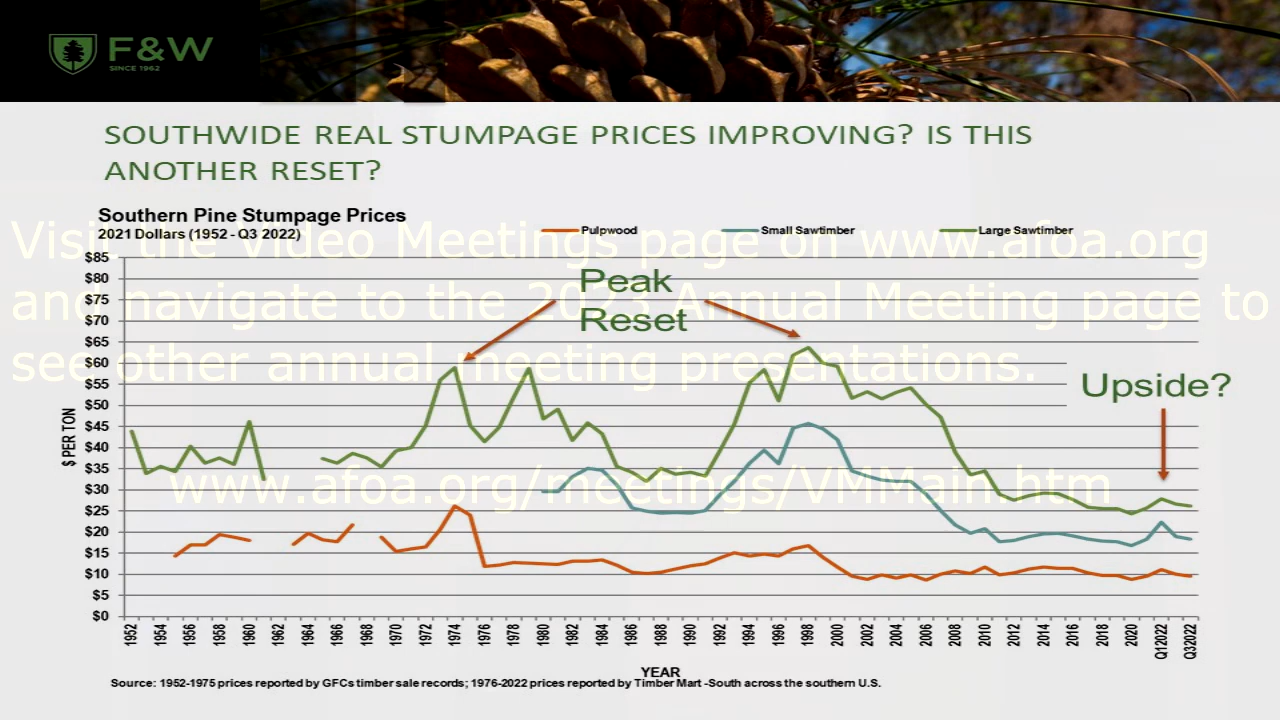 F&W
SINCE 1962
SOUTHWIDE REAL STUMPAGE PRICES IMPROVING? IS THIS
ANOTHER RESET?
Southern Pine Stumpage Prices
2021 Dollars (1952 - Q3 2022)
Pulpwood Small Sawtimber Large Sawtimber
Visit the Video Meetings page on www.afoa.org
and navigate to the 2023 Annual Meeting page to
see other annual meeting presentations.
www.afoa.org/meetings/VMMain.htm
Peak
Reset
Upside?
$ PER TON
$85
$80
$75
$70
$65
$60
$55
$50
$45
$40
$35
$30
$25
$20
$15
$10
$5
$0
1952 1954 1956 1958 1960 1962 1964 1966 1968 1970 1972 1974 1976 1978 1980 1982 1984 1986 1988 1990 1992 1994 1996 1998 2000 2002 2004 2006 2008 2010 2012 2014 2016 2018 2020 Q12022 Q32022
YEAR
Source: 1952-1975 prices reported by GFCs timber sale records; 1976-2022 prices reported by Timber Mart -South across the southern U.S.